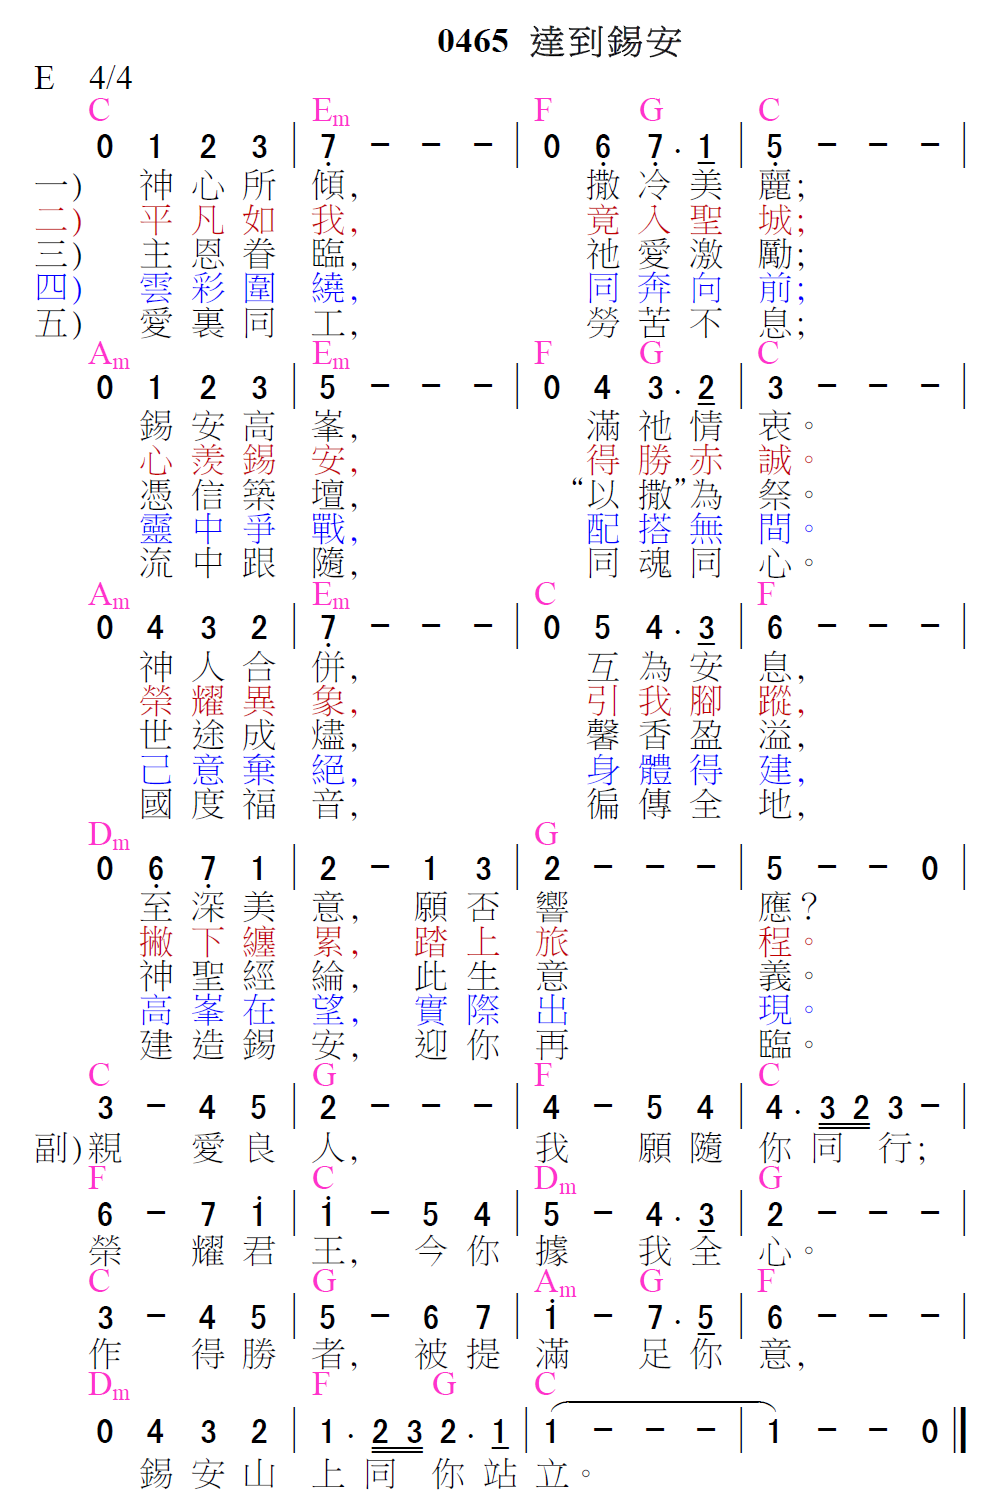 0465 達到錫安
E 4/4
C Em F G C
0 1 2 3 | 7 – – – | 0 6 7 . 1 | 5 – – – |
一) 神心所傾, 撒冷美麗;
二) 平凡如我, 竟入聖城;
三) 主恩眷臨, 祂愛激勵;
四) 雲彩圍繞, 同奔向前;
五) 愛裏同工, 勞苦不息;
Am Em F G C
0 1 2 3 | 5 – – – | 0 4 3 . 2 | 3 – – – |
錫安高峯, 滿祂情衷。
心羨錫安, 得勝赤誠。
憑信築壇, “以撒”為祭。
靈中爭戰, 配搭無間。
流中跟隨, 同魂同心。
Am Em C F
0 4 3 2 | 7 – – – | 0 5 4 . 3 | 6 – – – |
神人合併, 互為安息,
榮耀異象, 引我腳蹤,
世途成燼, 馨香盈溢,
己意棄絕, 身體得建,
國度福音, 徧傳全地,
Dm G
0 6 7 1 | 2 – 1 3 | 2 – – – | 5 – – 0 |
至深美意, 願否響應?
撇下纏累, 踏上旅程。
神聖經綸, 此生意義。
高峯在望, 實際出現。
建造錫安, 迎你再臨。
C G F C
3 – 4 5 | 2 – – – | 4 – 5 4 | 4 . 3 2 3 – |
副)親愛良人, 我願隨你同行;
F C Dm G
6 – 7 1 | 1 – 5 4 | 5 – 4 . 3 | 2 – – – |
榮耀君王, 今你據我全心。
C G Am G F
3 – 4 5 | 5 – 6 7 | 1 – 7 . 5 | 6 – – – |
作得勝者, 被提滿足你意,
Dm F G C
0 4 3 2 | 1 . 2 3 2 . 1 | 1 – – – | 1 – – 0 ‖
錫安山上同你站立。